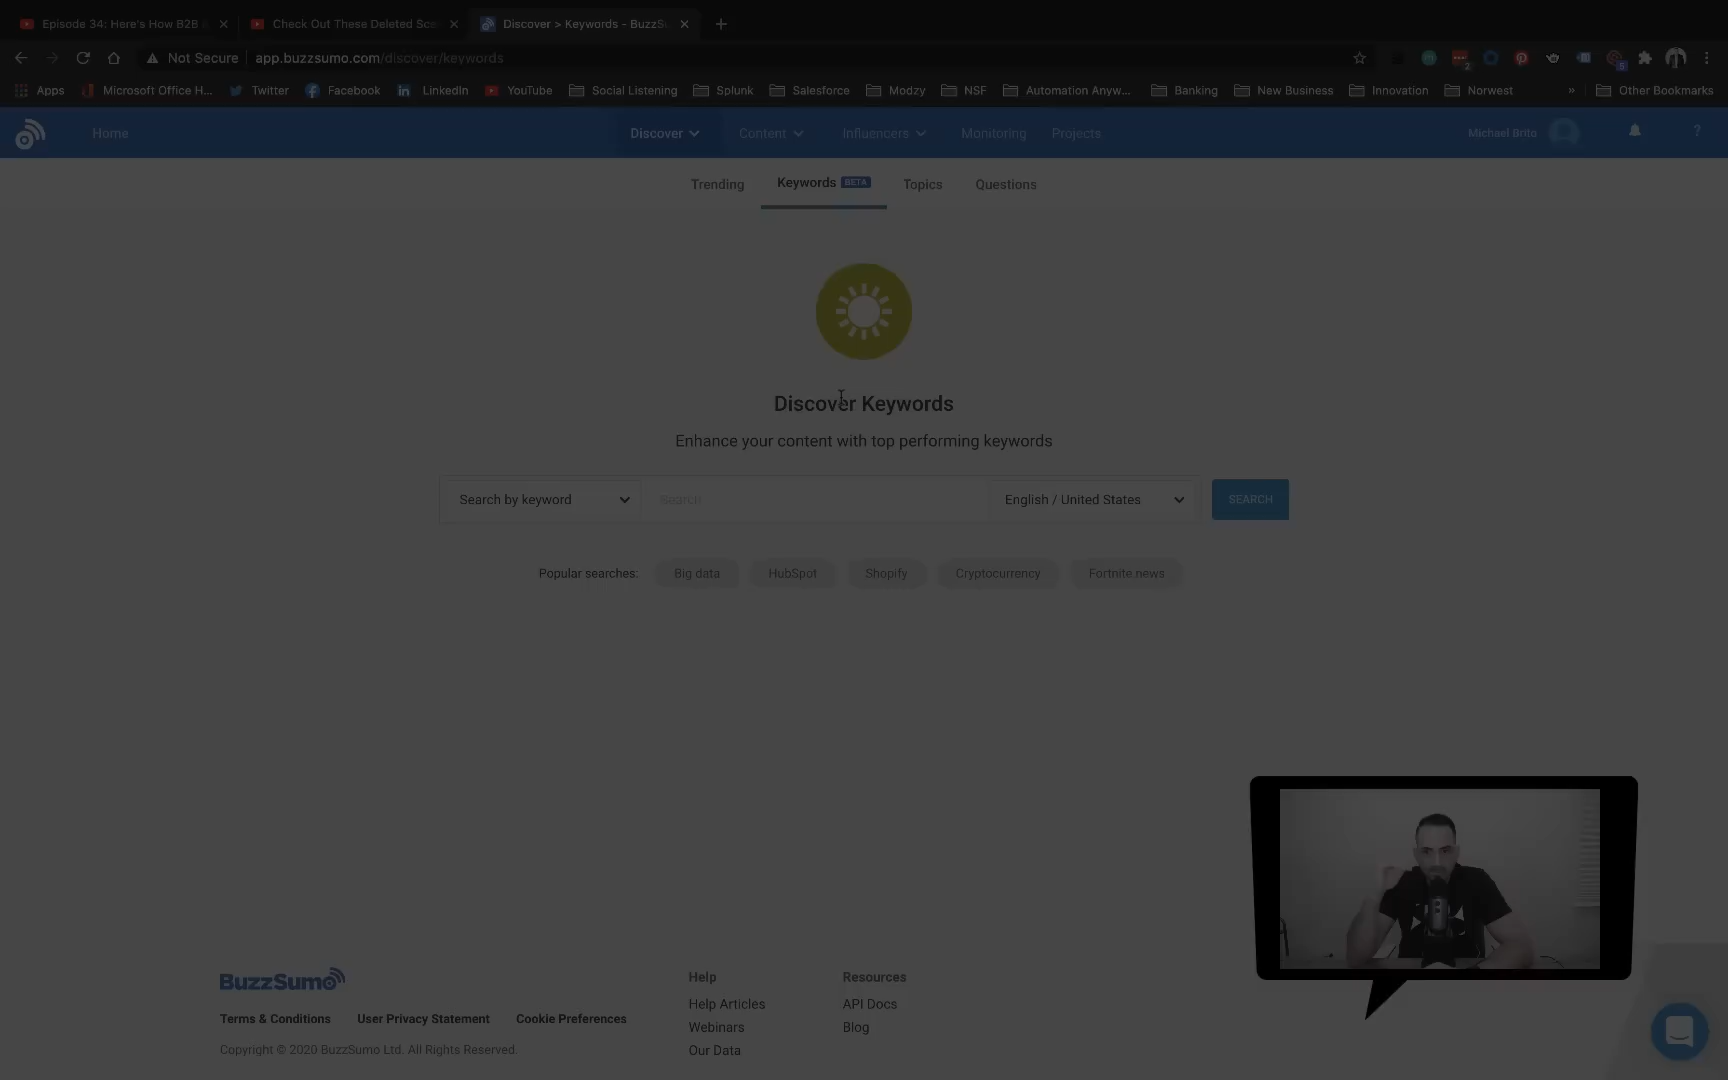 Episode 34: Here's How B2B
Check Out These Deleted Sce
Discover > Keywords - BuzzS
Not Secure
app.buzzsumo.com/discover/keywords
2
5
Apps
Microsoft Office H...
Twitter
Facebook
LinkedIn
YouTube
Social Listening
Splunk
Salesforce
Modzy
NSF
Automation Anyw...
Banking
New Business
Innovation
Norwest
»
Other Bookmarks
Home
Discover
Content
Influencers
Monitoring
Projects
Michael Brito
?
Trending
Keywords BETA
Topics
Questions
Discover Keywords
Enhance your content with top performing keywords
Search by keyword
Search
English / United States
SEARCH
Popular searches:
Big data
HubSpot
Shopify
Cryptocurrency
Fortnite news
BuzzSumo
Terms & Conditions
User Privacy Statement
Cookie Preferences
Copyright © 2020 BuzzSumo Ltd. All Rights Reserved.
Help
Help Articles
Webinars
Our Data
Resources
API Docs
Blog